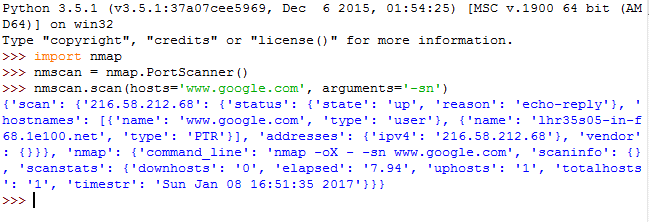 Python 3.5.1 (v3.5.1:37a07cee5969, Dec  6 2015, 01:54:25) [MSC v.1900 64 bit (AM
D64)] on win32
Type "copyright", "credits" or "license()" for more information.
>>> import nmap
>>> nmscan = nmap.PortScanner()
>>> nmscan.scan(hosts='www.google.com', arguments='-sn')
{'scan': {'216.58.212.68': {'status': {'state': 'up', 'reason': 'echo-reply'}, '
hostnames': [{'name': 'www.google.com', 'type': 'user'}, {'name': 'lhr35s05-in-f
68.1e100.net', 'type': 'PTR'}], 'addresses': {'ipv4': '216.58.212.68'}, 'vendor'
: {}}}, 'nmap': {'command_line': 'nmap -oX - -sn www.google.com', 'scaninfo': {}
, 'scanstats': {'downhosts': '0', 'elapsed': '7.94', 'uphosts': '1', 'totalhosts
': '1', 'timestr': 'Sun Jan 08 16:51:35 2017'}}}
>>>